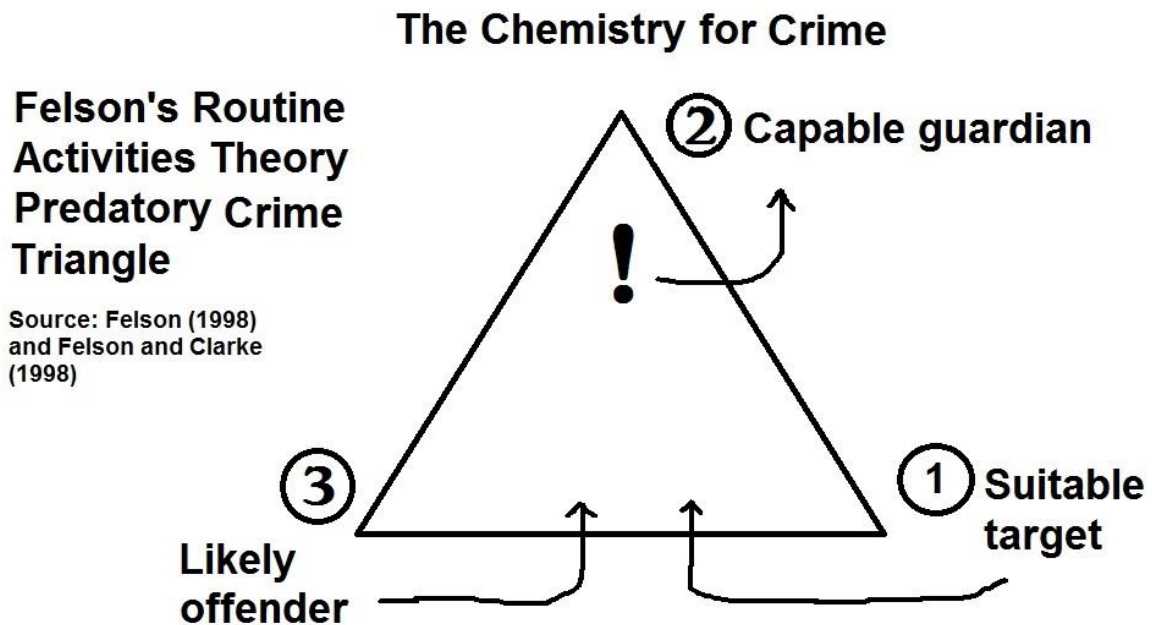 The Chemistry for Crime
Felson's Routine
Activities Theory
Predatory Crime
Triangle
Source: Felson (1998)
and Felson and Clarke
(1998)
2 Capable guardian
!
3
Likely
offender
1 Suitable
target